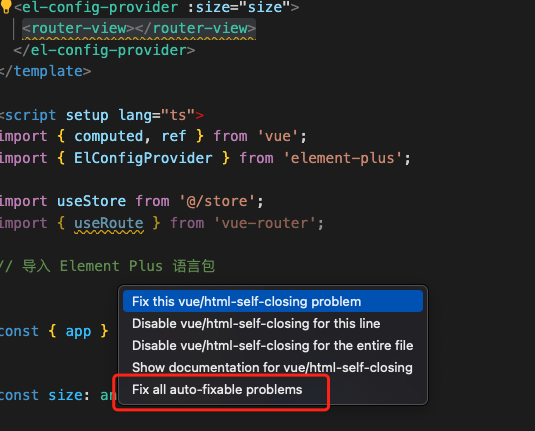 <el-config-provider :size="size">
<router-view></router-view>
</el-config-provider>
</template>
<script setup lang="ts">
import { computed, ref } from 'vue';
import { ElConfigProvider } from 'element-plus';
import useStore from '@/store';
import { useRoute } from 'vue-router';
// 导入 Element Plus 语言包
Fix this vue/html-self-closing problem
Disable vue/html-self-closing for this line
const { app }
Disable vue/html-self-closing for the entire file
Show documentation for vue/html-self-closing
const size: an
Fix all auto-fixable problems